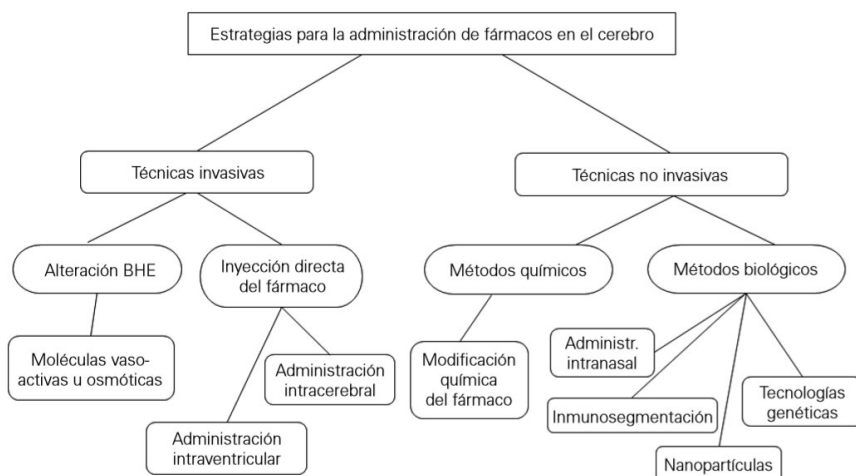 Estrategias para la administración de fármacos en el cerebro
Técnicas invasivas
Técnicas no invasivas
Alteración BHE
Inyección directa
del fármaco
Métodos químicos
Métodos biológicos
Moléculas vaso-
activas u osmóticas
Administración
intracerebral
Administración
intraventricular
Modificación
química
del fármaco
Administr.
intranasal
Inmunosegmentación
Nanopartículas
Tecnologías
genéticas